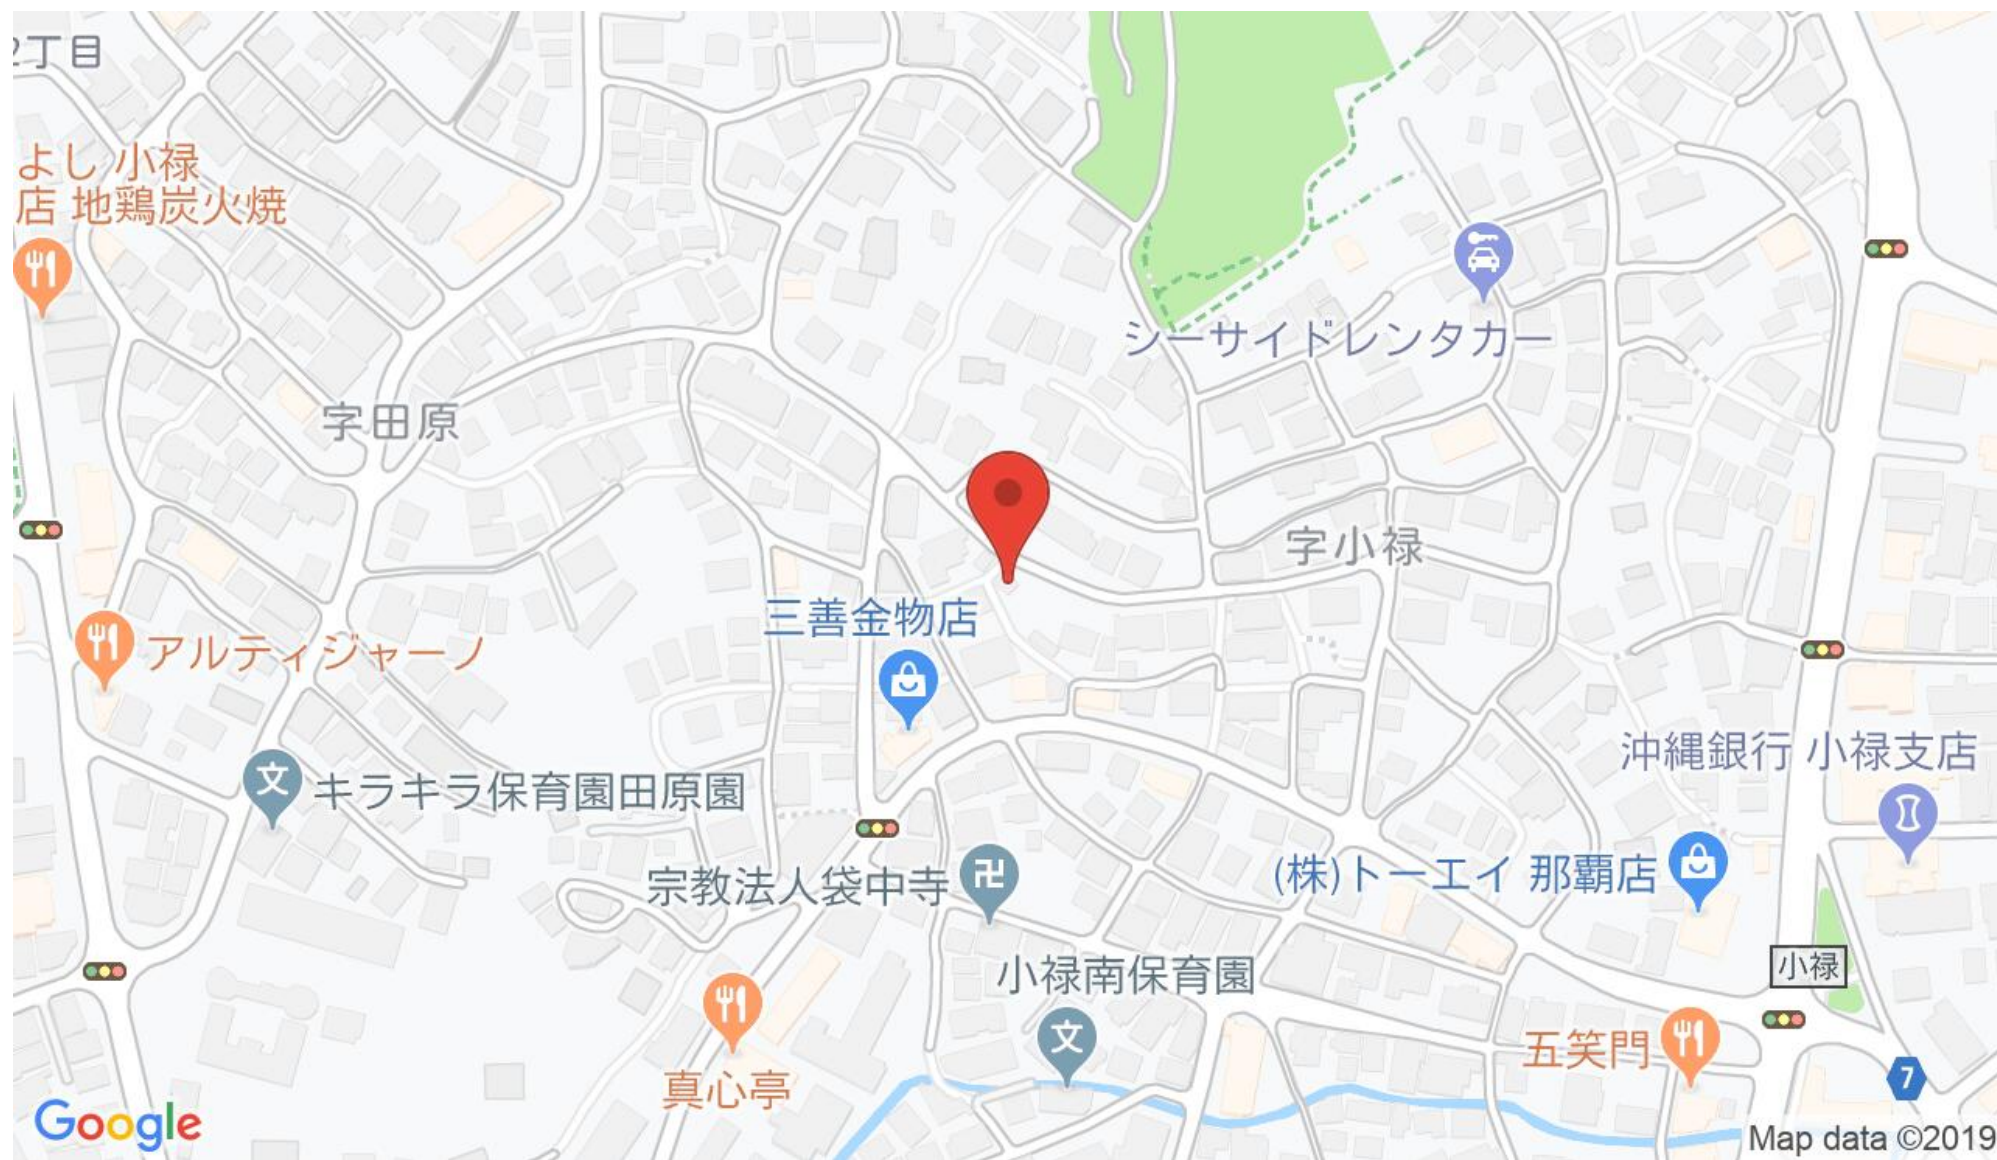 2丁目
よし 小禄
店 地鶏炭火焼
シーサイドレンタカー
字田原
字小禄
三善金物店
アルティジャーノ
沖縄銀行 小禄支店
文
キラキラ保育園田原園
(株)トーエイ 那覇店
宗教法人袋中寺
卍
小禄
小禄南保育園
文
五笑門
真心亭
7
Google
Map data ©2019